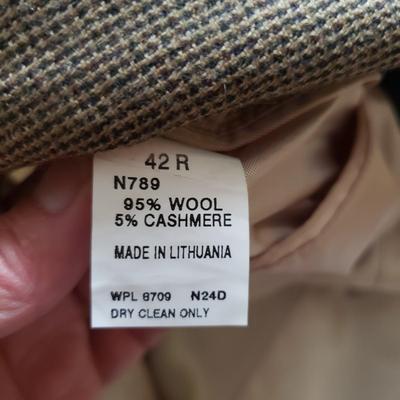 42 R
N789
95% WOOL
5% CASHMERE
MADE IN LITHUANIA
WPL 8709 N24D
DRY CLEAN ONLY